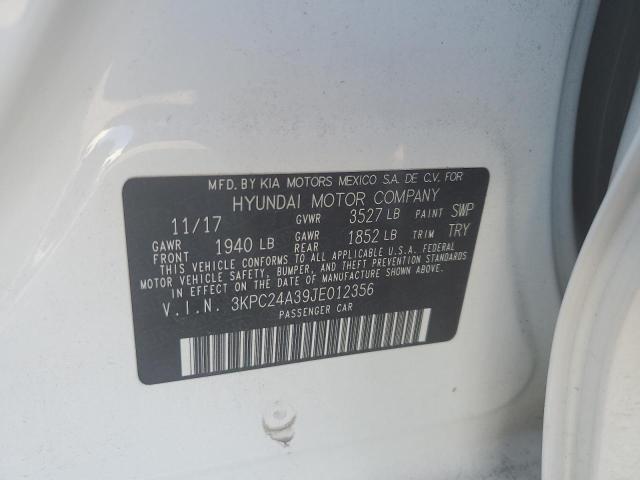 MFD. BY KIA MOTORS MEXICO S.A. DE C.V. FOR
HYUNDAI MOTOR COMPANY
11/17 GVWR 3527 LB PAINT SWP
GAWR FRONT 1940 LB GAWR REAR 1852 LB TRIM TRY
THIS VEHICLE CONFORMS TO ALL APPLICABLE U.S.A. FEDERAL
MOTOR VEHICLE SAFETY, BUMPER, AND THEFT PREVENTION STANDARDS
IN EFFECT ON THE DATE OF MANUFACTURE SHOWN ABOVE.
V.I.N. 3KPC24A39JE012356
PASSENGER CAR